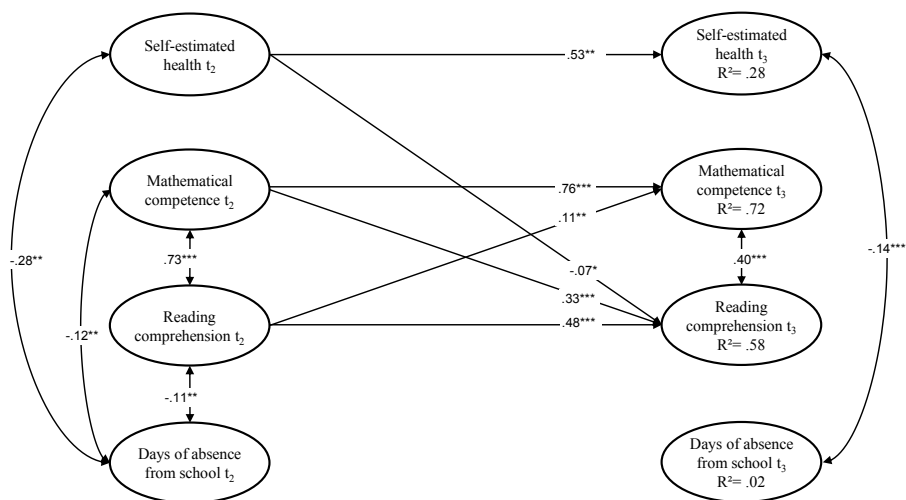 Self-estimated
health t2
.53**
Self-estimated
health t3
R²= .28
Mathematical
competence t2
.76***
Mathematical
competence t3
R²= .72
.11**
-.28**
.73***
-.07*
.40***
-.14***
.33***
-.12**
Reading
comprehension t2
.48***
Reading
comprehension t3
R²= .58
-.11**
Days of absence
from school t2
Days of absence
from school t3
R²= .02